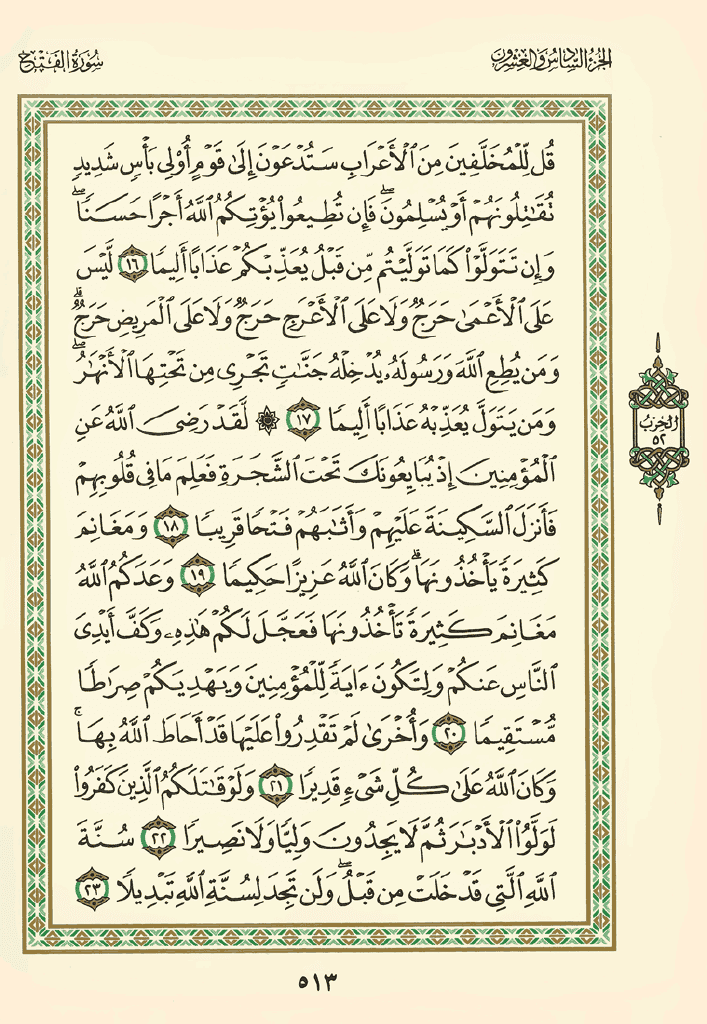 سُورَةُ الفَتْحِ
الجُزْءُ السَّادِسُ وَالعِشْرُونَ
قُل لِّلْمُخَلَّفِينَ مِنَ ٱلْأَعْرَابِ سَتُدْعَوْنَ إِلَىٰ قَوْمٍ أُو۟لِى بَأْسٍ شَدِيدٍ
تُقَـٰتِلُونَهُمْ أَوْ يُسْلِمُونَ ۖ فَإِن تُطِيعُوا۟ يُؤْتِكُمُ ٱللَّهُ أَجْرًا حَسَنًا ۖ
وَإِن تَتَوَلَّوْا۟ كَمَا تَوَلَّيْتُم مِّن قَبْلُ يُعَذِّبْكُمْ عَذَابًا أَلِيمًا ١٦ لَّيْسَ
عَلَى ٱلْأَعْمَىٰ حَرَجٌ وَلَا عَلَى ٱلْأَعْرَجِ حَرَجٌ وَلَا عَلَى ٱلْمَرِيضِ حَرَجٌ ۗ
وَمَن يُطِعِ ٱللَّهَ وَرَسُولَهُۥ يُدْخِلْهُ جَنَّـٰتٍ تَجْرِى مِن تَحْتِهَا ٱلْأَنْهَـٰرُ ۖ
وَمَن يَتَوَلَّ يُعَذِّبْهُ عَذَابًا أَلِيمًا ١٧ ۞ لَّقَدْ رَضِىَ ٱللَّهُ عَنِ
ٱلْمُؤْمِنِينَ إِذْ يُبَايِعُونَكَ تَحْتَ ٱلشَّجَرَةِ فَعَلِمَ مَا فِى قُلُوبِهِمْ
فَأَنزَلَ ٱلسَّكِينَةَ عَلَيْهِمْ وَأَثَـٰبَهُمْ فَتْحًا قَرِيبًا ١٨ وَمَغَانِمَ
كَثِيرَةً يَأْخُذُونَهَا ۗ وَكَانَ ٱللَّهُ عَزِيزًا حَكِيمًا ١٩ وَعَدَكُمُ ٱللَّهُ
مَغَانِمَ كَثِيرَةً تَأْخُذُونَهَا فَعَجَّلَ لَكُمْ هَـٰذِهِۦ وَكَفَّ أَيْدِىَ
ٱلنَّاسِ عَنكُمْ وَلِتَكُونَ ءَايَةً لِّلْمُؤْمِنِينَ وَيَهْدِيَكُمْ صِرَٰطًا
مُّسْتَقِيمًا ٢٠ وَأُخْرَىٰ لَمْ تَقْدِرُوا۟ عَلَيْهَا قَدْ أَحَاطَ ٱللَّهُ بِهَا ۚ
وَكَانَ ٱللَّهُ عَلَىٰ كُلِّ شَىْءٍ قَدِيرًا ٢١ وَلَوْ قَـٰتَلَكُمُ ٱلَّذِينَ كَفَرُوا۟
لَوَلَّوُا۟ ٱلْأَدْبَـٰرَ ثُمَّ لَا يَجِدُونَ وَلِيًّا وَلَا نَصِيرًا ٢٢ سُنَّةَ
ٱللَّهِ ٱلَّتِى قَدْ خَلَتْ مِن قَبْلُ ۖ وَلَن تَجِدَ لِسُنَّةِ ٱللَّهِ تَبْدِيلًا ٢٣
الحِزْبُ
٥٢
٥١٣